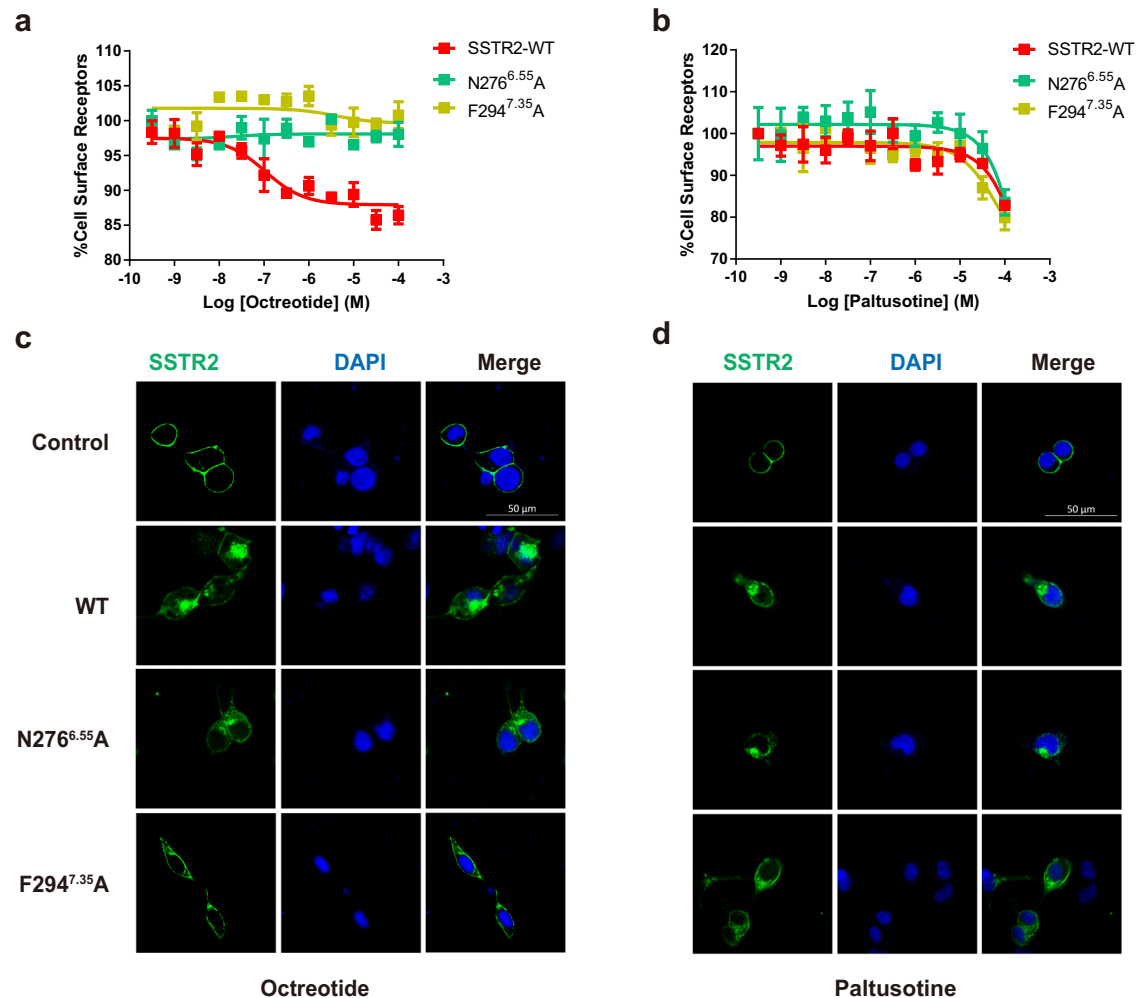 a
110
105
100
95
90
85
80
%Cell Surface Receptors
-10 -9 -8 -7 -6 -5 -4 -3
Log [Octreotide] (M)
SSTR2-WT
N276^6.55A
F294^7.35A
b
120
110
100
90
80
70
%Cell Surface Receptors
-10 -9 -8 -7 -6 -5 -4 -3
Log [Paltusotine] (M)
SSTR2-WT
N276^6.55A
F294^7.35A
c
SSTR2 DAPI Merge
Control
50 µm
WT
N276^6.55A
F294^7.35A
Octreotide
d
SSTR2 DAPI Merge
50 µm
Paltusotine